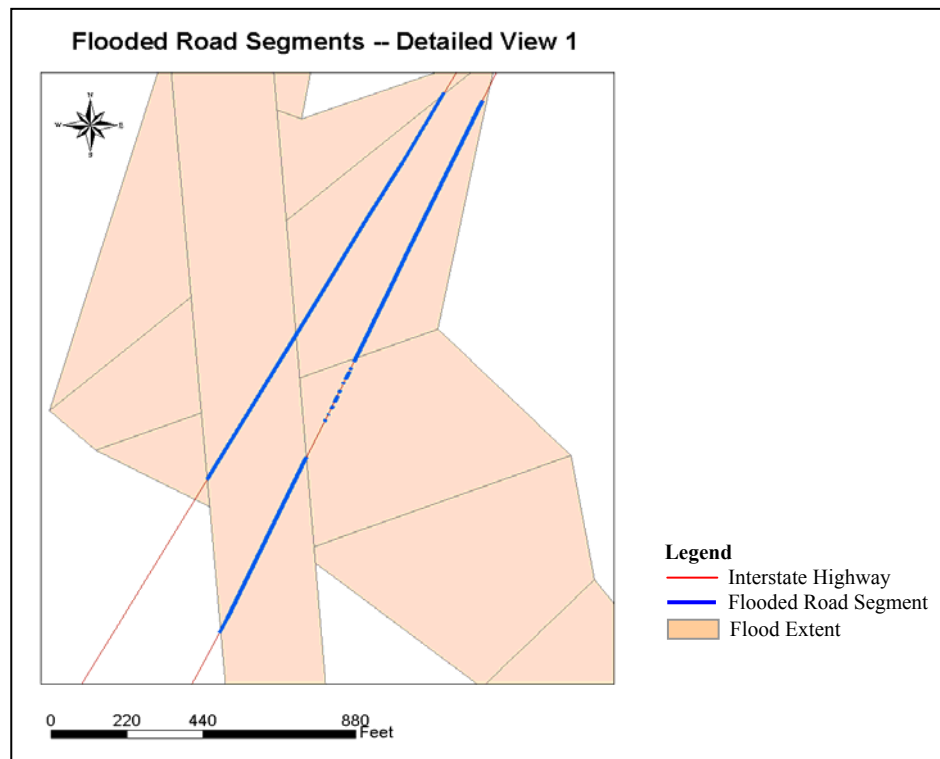 Flooded Road Segments -- Detailed View 1
N
W E
S
Legend
Interstate Highway
Flooded Road Segment
Flood Extent
0 220 440 880
Feet